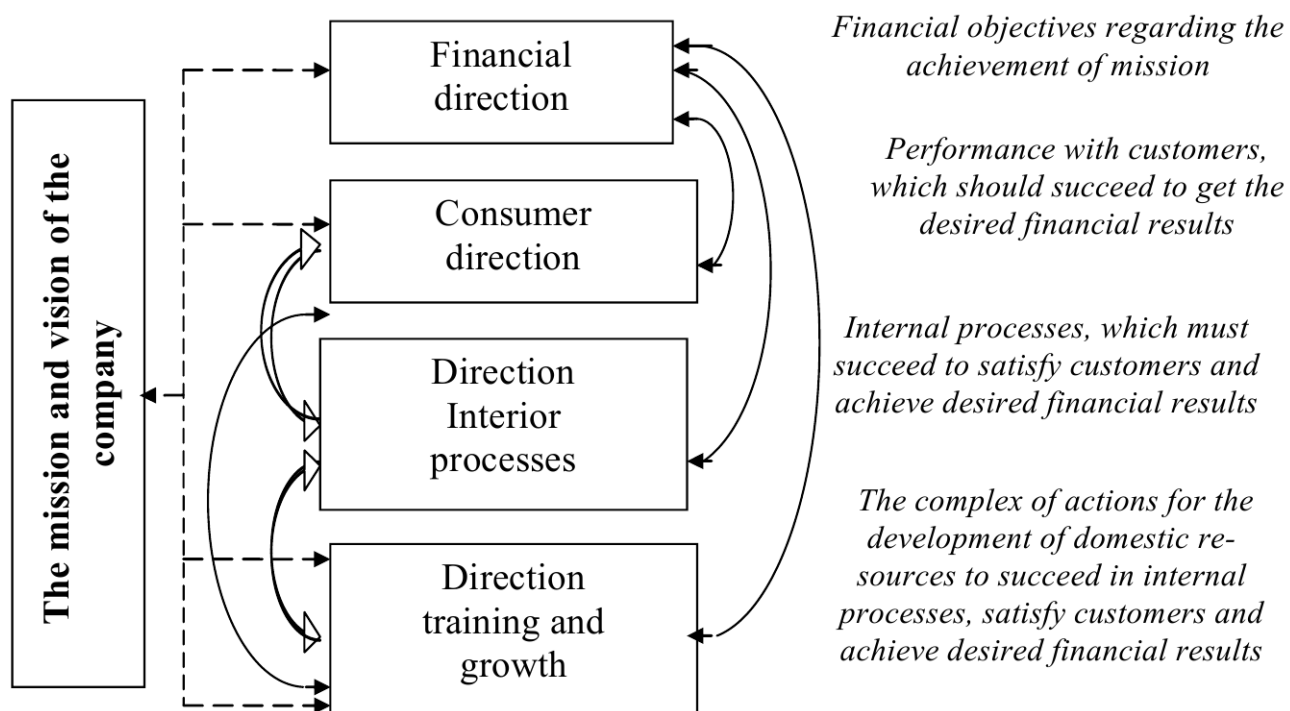 The mission and vision of the
company
Financial
direction
Financial objectives regarding the
achievement of mission
Consumer
direction
Performance with customers,
which should succeed to get the
desired financial results
Direction
Interior
processes
Internal processes, which must
succeed to satisfy customers and
achieve desired financial results
Direction
training and
growth
The complex of actions for the
development of domestic re-
sources to succeed in internal
processes, satisfy customers and
achieve desired financial results